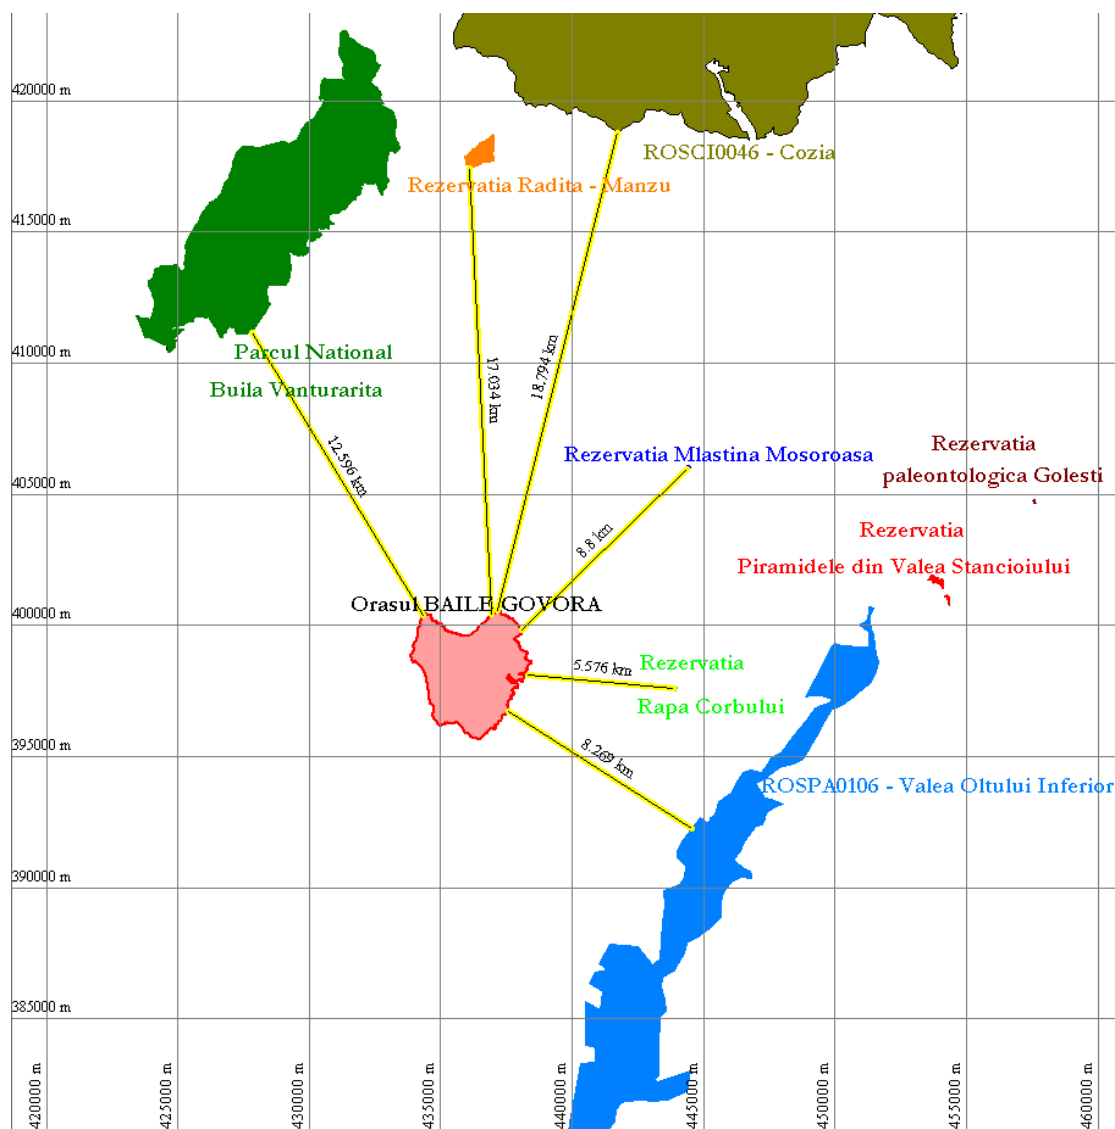 420000 m
ROSCI0046 - Cozia
Rezervatia Radita - Manzu
415000 m
410000 m
Parcul National
Buila Vanturarita
17.034 km
18.794 km
12.596 km
Rezervatia Mlastina Mosoroasa
Rezervatia
paleontologica Golesti
405000 m
8.8 km
Rezervatia
Piramidele din Valea Stancioiului
Orasul BAILE GOVORA
400000 m
5.576 km
Rezervatia
Rapa Corbului
395000 m
8.269 km
ROSPA0106 - Valea Oltului Inferior
390000 m
385000 m
420000 m
425000 m
430000 m
435000 m
440000 m
445000 m
450000 m
455000 m
460000 m